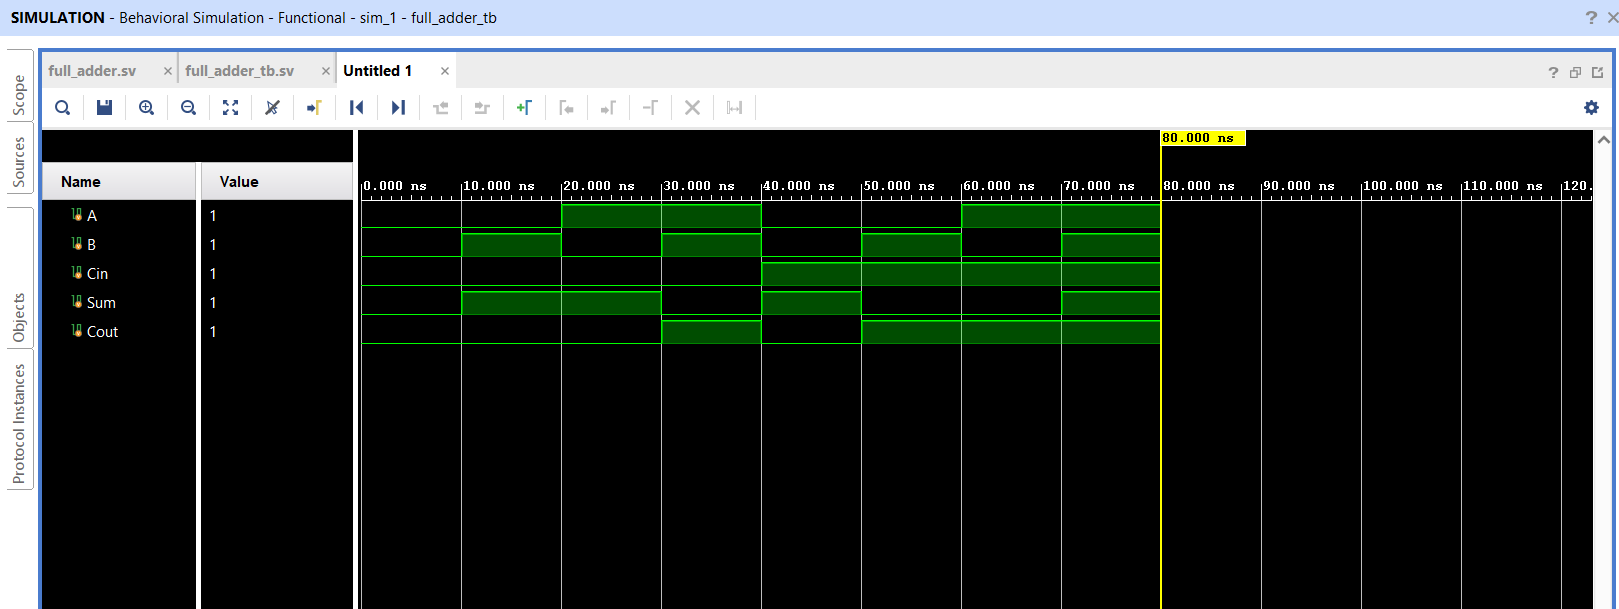 SIMULATION - Behavioral Simulation - Functional - sim_1 - full_adder_tb
Scope
Sources
Objects
Protocol Instances
full_adder.sv
full_adder_tb.sv
Untitled 1
80.000 ns
Name Value
0.000 ns 10.000 ns 20.000 ns 30.000 ns 40.000 ns 50.000 ns 60.000 ns 70.000 ns 80.000 ns 90.000 ns 100.000 ns 110.000 ns 120.
A 1
B 1
Cin 1
Sum 1
Cout 1